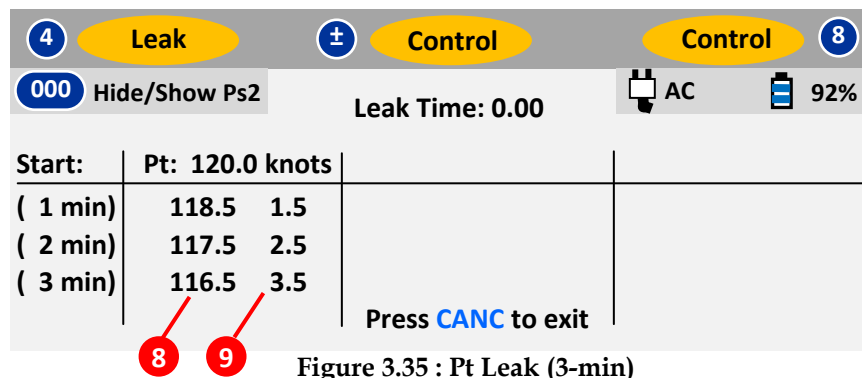 4 Leak ± Control Control 8
000 Hide/Show Ps2 Leak Time: 0.00 AC 92%
Start: Pt: 120.0 knots
( 1 min) 118.5 1.5
( 2 min) 117.5 2.5
( 3 min) 116.5 3.5
Press CANC to exit
8 9
Figure 3.35 : Pt Leak (3-min)